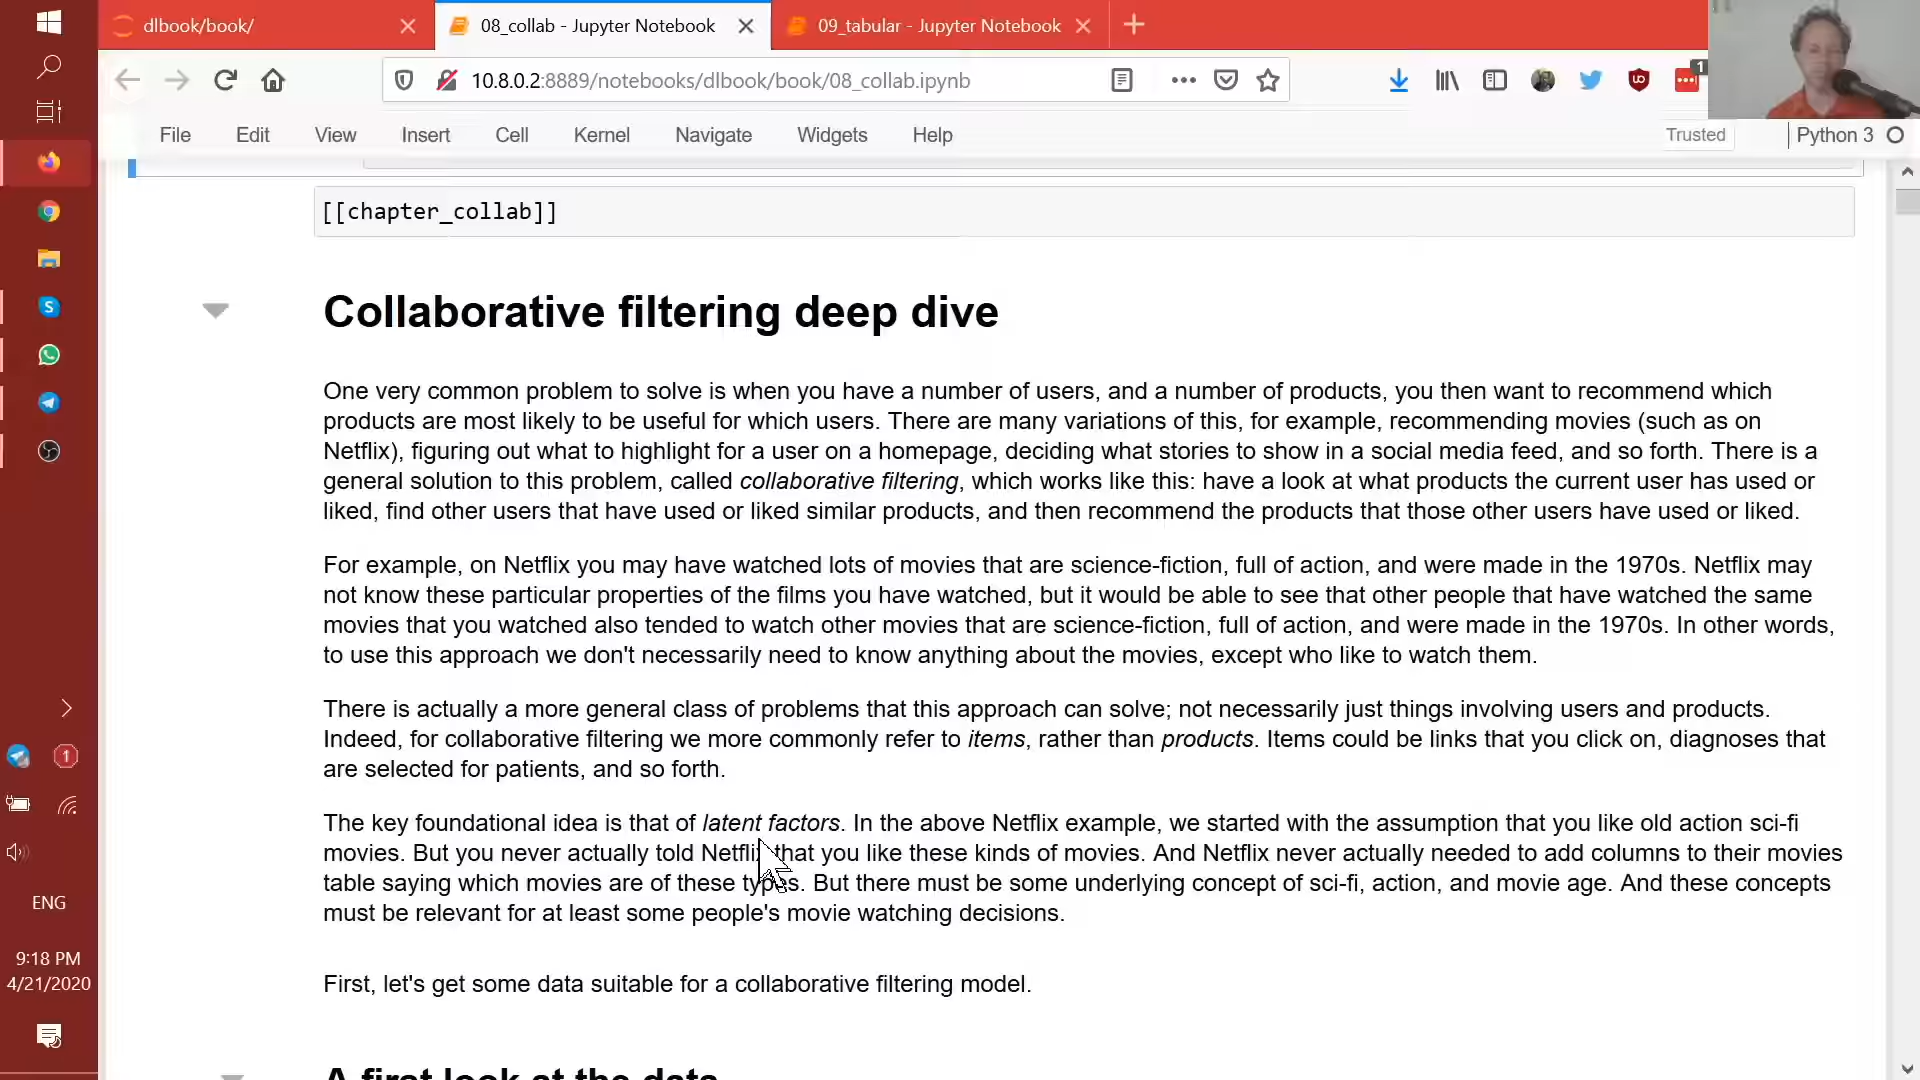 dlbook/book/
08_collab - Jupyter Notebook
09_tabular - Jupyter Notebook
10.8.0.2:8889/notebooks/dlbook/book/08_collab.ipynb
1
File Edit View Insert Cell Kernel Navigate Widgets Help
Trusted
Python 3
[[chapter_collab]]
Collaborative filtering deep dive
One very common problem to solve is when you have a number of users, and a number of products, you then want to recommend which
products are most likely to be useful for which users. There are many variations of this, for example, recommending movies (such as on
Netflix), figuring out what to highlight for a user on a homepage, deciding what stories to show in a social media feed, and so forth. There is a
general solution to this problem, called collaborative filtering, which works like this: have a look at what products the current user has used or
liked, find other users that have used or liked similar products, and then recommend the products that those other users have used or liked.
For example, on Netflix you may have watched lots of movies that are science-fiction, full of action, and were made in the 1970s. Netflix may
not know these particular properties of the films you have watched, but it would be able to see that other people that have watched the same
movies that you watched also tended to watch other movies that are science-fiction, full of action, and were made in the 1970s. In other words,
to use this approach we don't necessarily need to know anything about the movies, except who like to watch them.
There is actually a more general class of problems that this approach can solve; not necessarily just things involving users and products.
Indeed, for collaborative filtering we more commonly refer to items, rather than products. Items could be links that you click on, diagnoses that
are selected for patients, and so forth.
The key foundational idea is that of latent factors. In the above Netflix example, we started with the assumption that you like old action sci-fi
movies. But you never actually told Netflix that you like these kinds of movies. And Netflix never actually needed to add columns to their movies
table saying which movies are of these types. But there must be some underlying concept of sci-fi, action, and movie age. And these concepts
must be relevant for at least some people's movie watching decisions.
First, let's get some data suitable for a collaborative filtering model.
A first look at the data
1
ENG
9:18 PM
4/21/2020